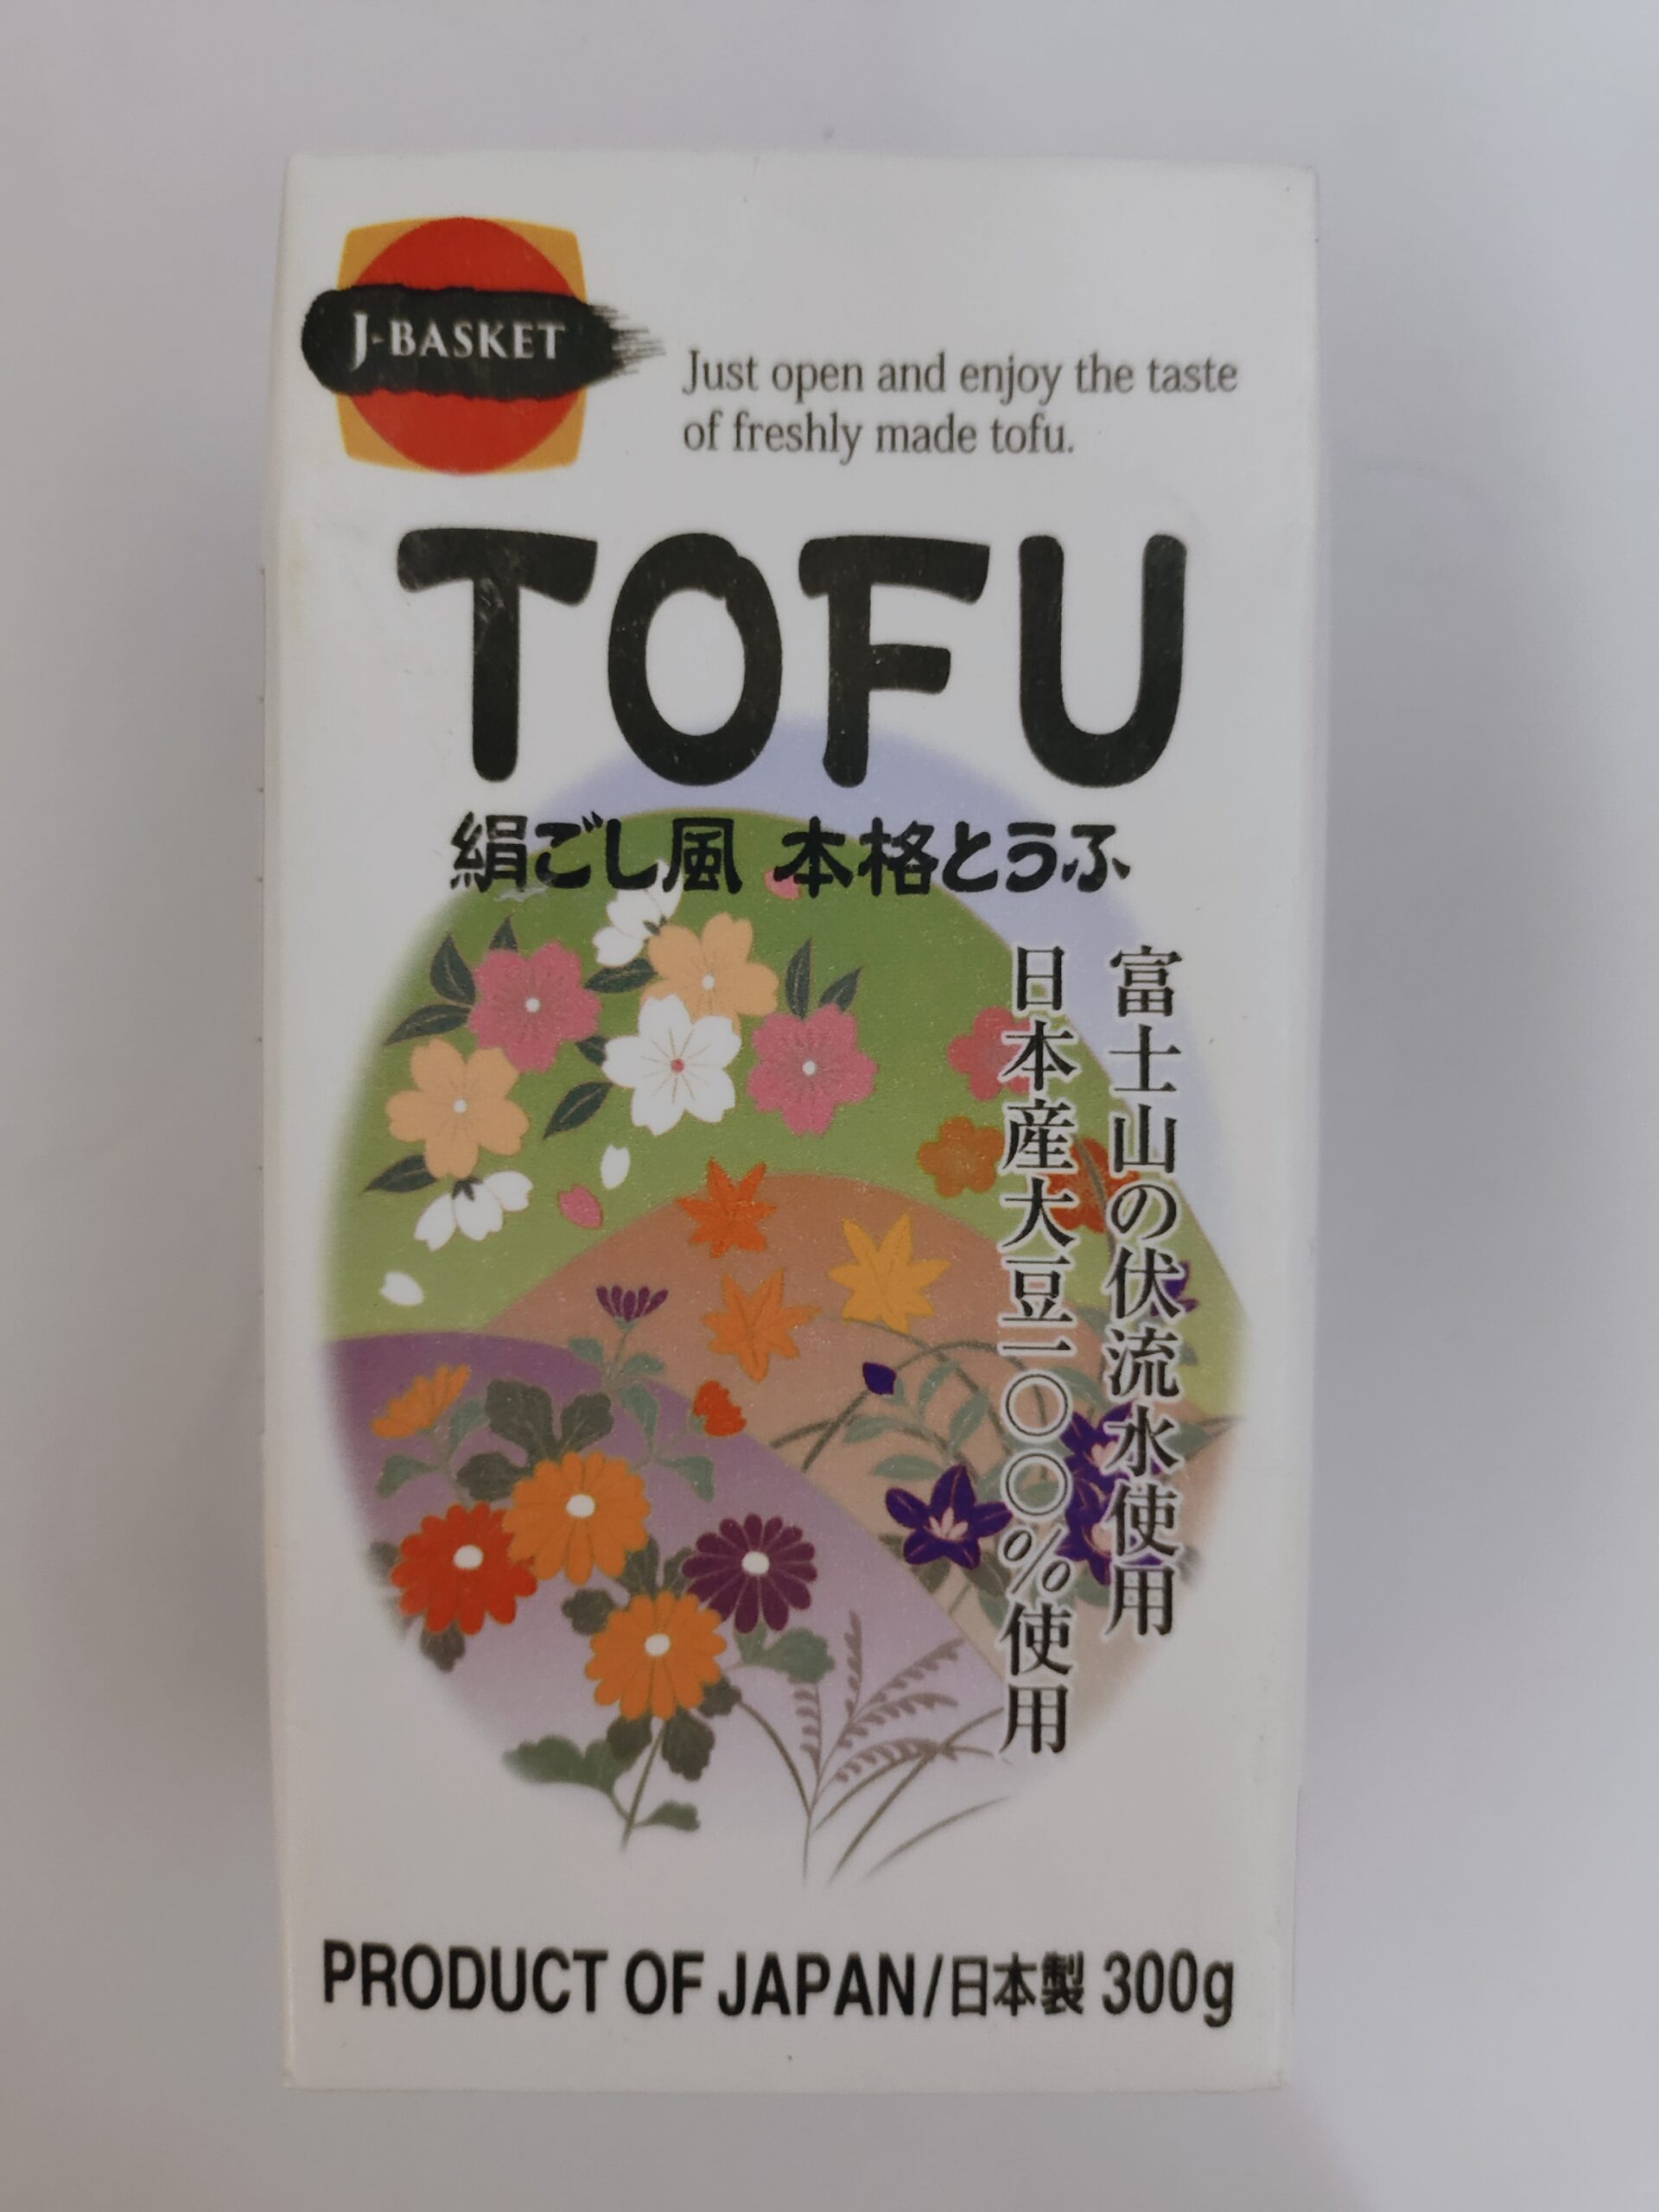 J-BASKET
Just open and enjoy the taste
of freshly made tofu.
TOFU
絹ごし風 本格とうふ
富士山の伏流水使用
日本産大豆一〇〇%使用
PRODUCT OF JAPAN/日本製 300g